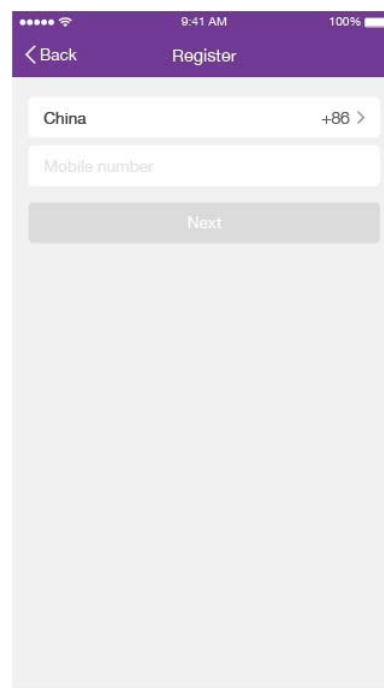 9:41 AM 100%
Back Register
China +86
Mobile number
Next